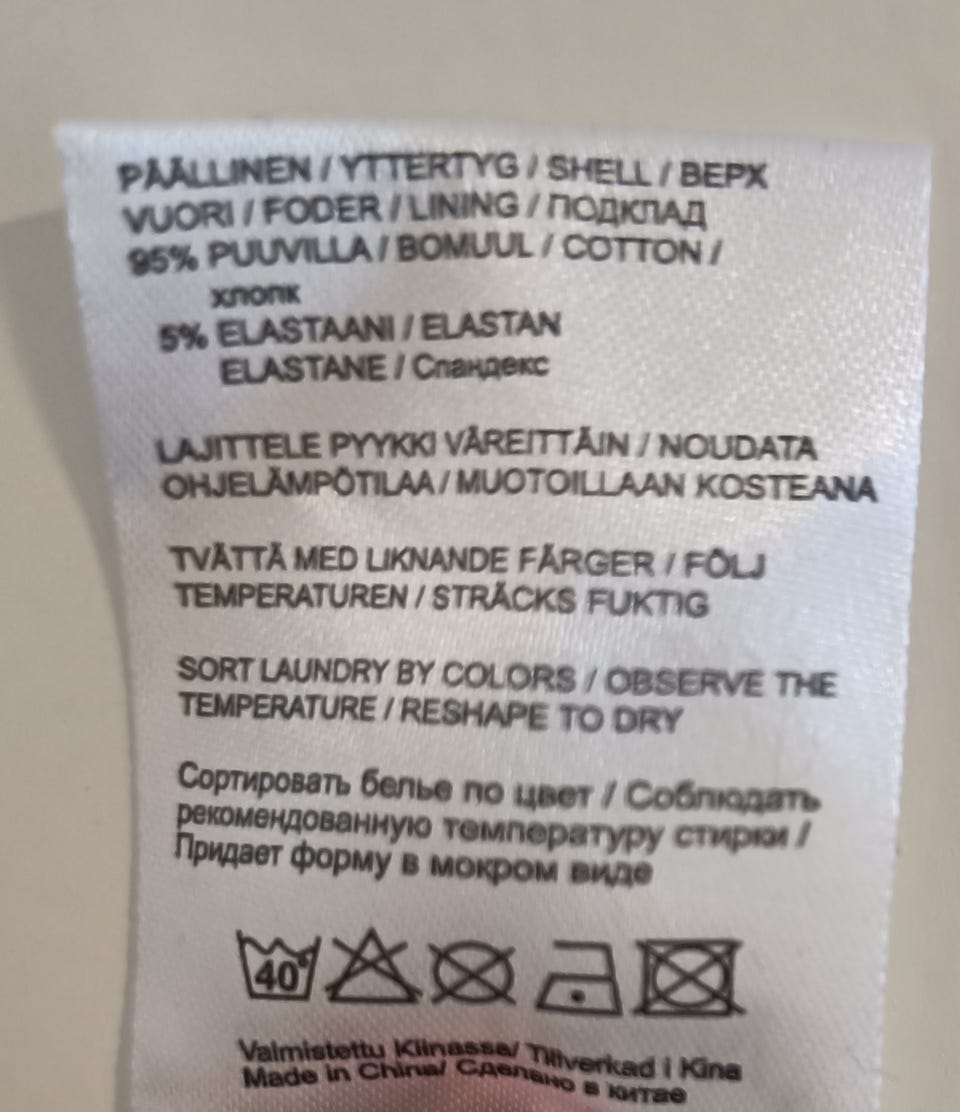 PÄÄLLINEN / YTTERTYG / SHELL / ВЕРХ
VUORI / FODER / LINING / ПОДКЛАД
95% PUUVILLA / BOMUUL / COTTON /
хлопк
5% ELASTAANI / ELASTAN
ELASTANE / Спандекс
LAJITTELE PYYKKI VÄREITTÄIN / NOUDATA
OHJELÄMPÖTILAA / MUOTOILLAAN KOSTEANA
TVÄTTÄ MED LIKNANDE FÄRGER / FÖLJ
TEMPERATUREN / STRÄCKS FUKTIG
SORT LAUNDRY BY COLORS / OBSERVE THE
TEMPERATURE / RESHAPE TO DRY
Сортировать белье по цвет / Соблюдать
рекомендованную температуру стирки /
Придает форму в мокром виде
40°
Valmistettu Kiinassa/ Tillverkad i Kina
Made in China/ Сделано в китае